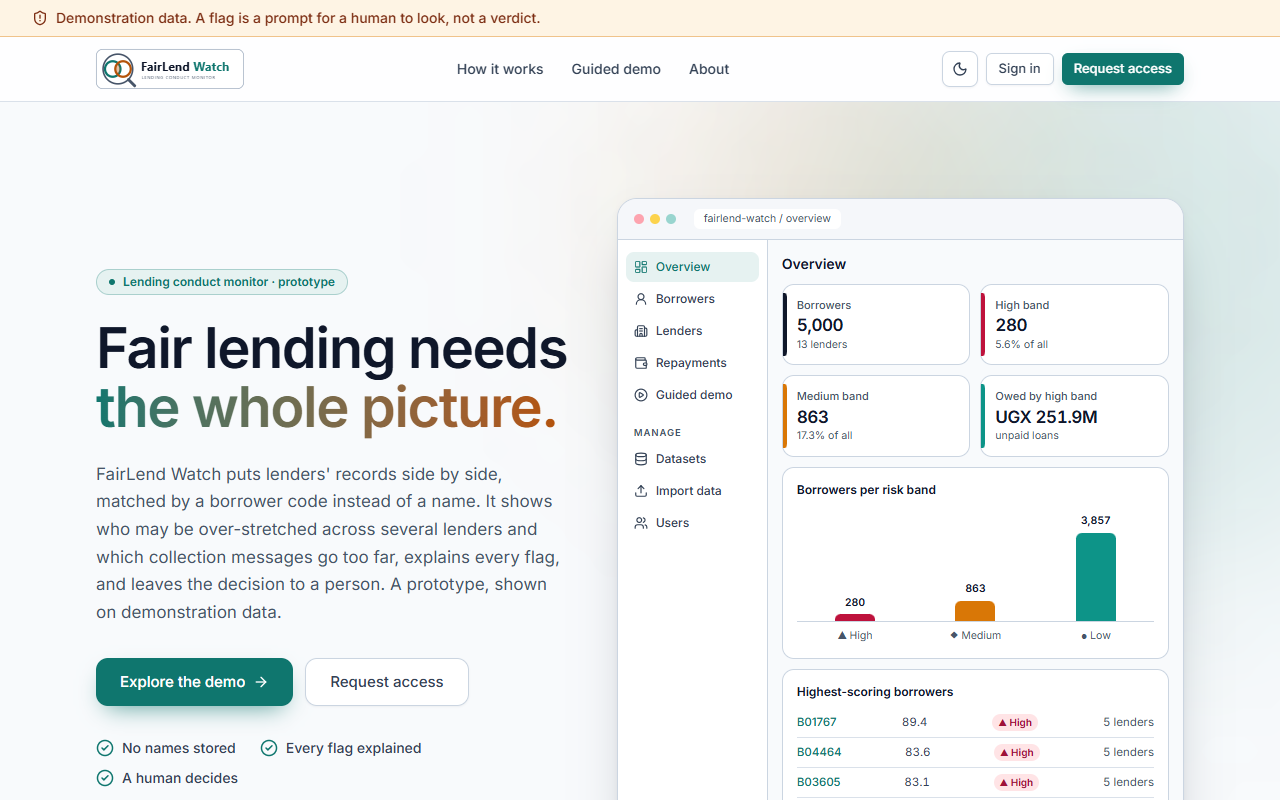 Demonstration data. A flag is a prompt for a human to look, not a verdict.
FairLend Watch
LENDING CONDUCT MONITOR
How it works
Guided demo
About
Sign in
Request access
Lending conduct monitor · prototype
Fair lending needs
the whole picture.
FairLend Watch puts lenders' records side by side,
matched by a borrower code instead of a name. It shows
who may be over-stretched across several lenders and
which collection messages go too far, explains every flag,
and leaves the decision to a person. A prototype, shown
on demonstration data.
Explore the demo
Request access
No names stored
Every flag explained
A human decides
fairlend-watch / overview
Overview
Borrowers
Lenders
Repayments
Guided demo
MANAGE
Datasets
Import data
Users
Overview
Borrowers
5,000
13 lenders
High band
280
5.6% of all
Medium band
863
17.3% of all
Owed by high band
UGX 251.9M
unpaid loans
Borrowers per risk band
280
863
3,857
▲ High
◆ Medium
● Low
Highest-scoring borrowers
B01767 89.4 ▲ High 5 lenders
B04464 83.6 ▲ High 5 lenders
B03605 83.1 ▲ High 5 lenders